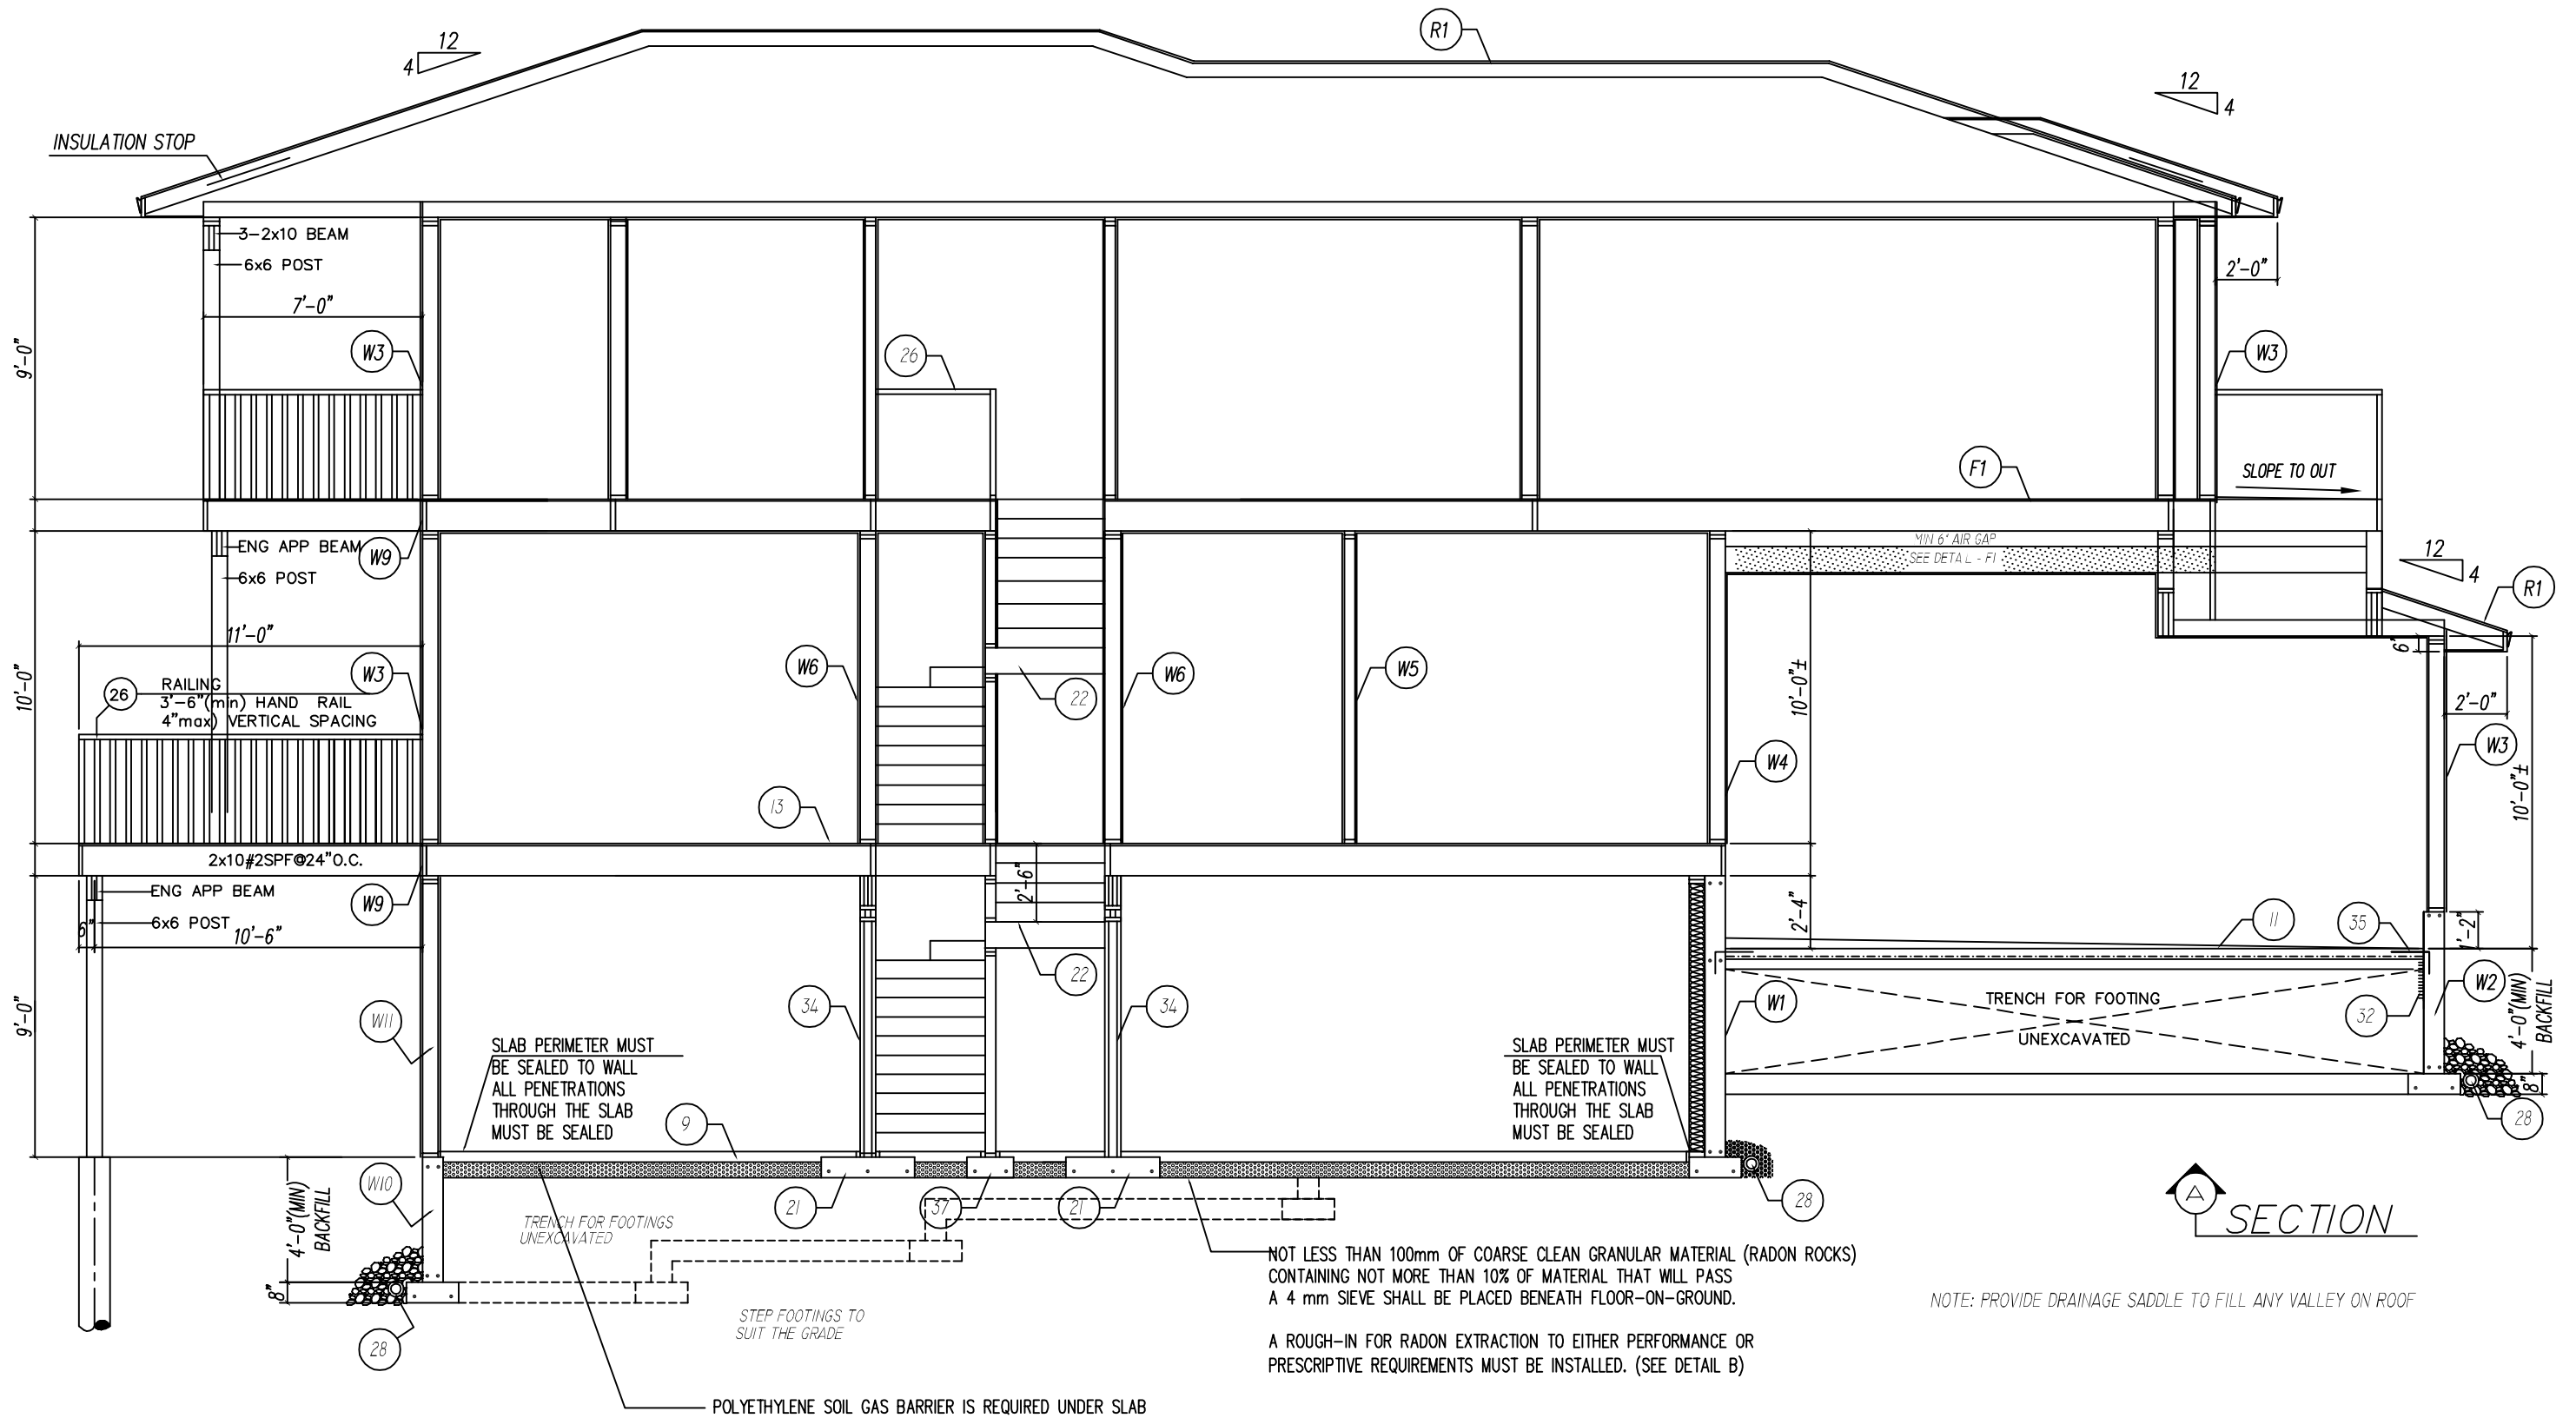 12
4
R1
12
4
INSULATION STOP
3-2x10 BEAM
6x6 POST
7'-0"
2'-0"
9'-0"
W3
26
W3
F1
SLOPE TO OUT
ENG APP BEAM
W9
6x6 POST
MIN 6" AIR GAP
SEE DETAIL - F1
12
4
R1
11'-0"
10'-0"
W3
26
RAILING
3'-6"(min) HAND RAIL
4"max) VERTICAL SPACING
W6
22
W6
W5
10'-0"±
6"
2'-0"
W4
W3
10'-0"±
13
2x10#2SPF@24"O.C.
ENG APP BEAM
W9
6x6 POST
6"
10'-6"
2'-6"
22
2'-4"
11
35
1'-2"
9'-0"
W11
34
34
W1
TRENCH FOR FOOTING
UNEXCAVATED
32
W2
4'-0"(MIN)
BACKFILL
8"
28
SLAB PERIMETER MUST
BE SEALED TO WALL
ALL PENETRATIONS
THROUGH THE SLAB
MUST BE SEALED
9
SLAB PERIMETER MUST
BE SEALED TO WALL
ALL PENETRATIONS
THROUGH THE SLAB
MUST BE SEALED
W10
4'-0"(MIN)
BACKFILL
8"
28
21
37
21
28
TRENCH FOR FOOTINGS
UNEXCAVATED
STEP FOOTINGS TO
SUIT THE GRADE
A
SECTION
NOT LESS THAN 100mm OF COARSE CLEAN GRANULAR MATERIAL (RADON ROCKS)
CONTAINING NOT MORE THAN 10% OF MATERIAL THAT WILL PASS
A 4 mm SIEVE SHALL BE PLACED BENEATH FLOOR-ON-GROUND.
A ROUGH-IN FOR RADON EXTRACTION TO EITHER PERFORMANCE OR
PRESCRIPTIVE REQUIREMENTS MUST BE INSTALLED. (SEE DETAIL B)
NOTE: PROVIDE DRAINAGE SADDLE TO FILL ANY VALLEY ON ROOF
POLYETHYLENE SOIL GAS BARRIER IS REQUIRED UNDER SLAB